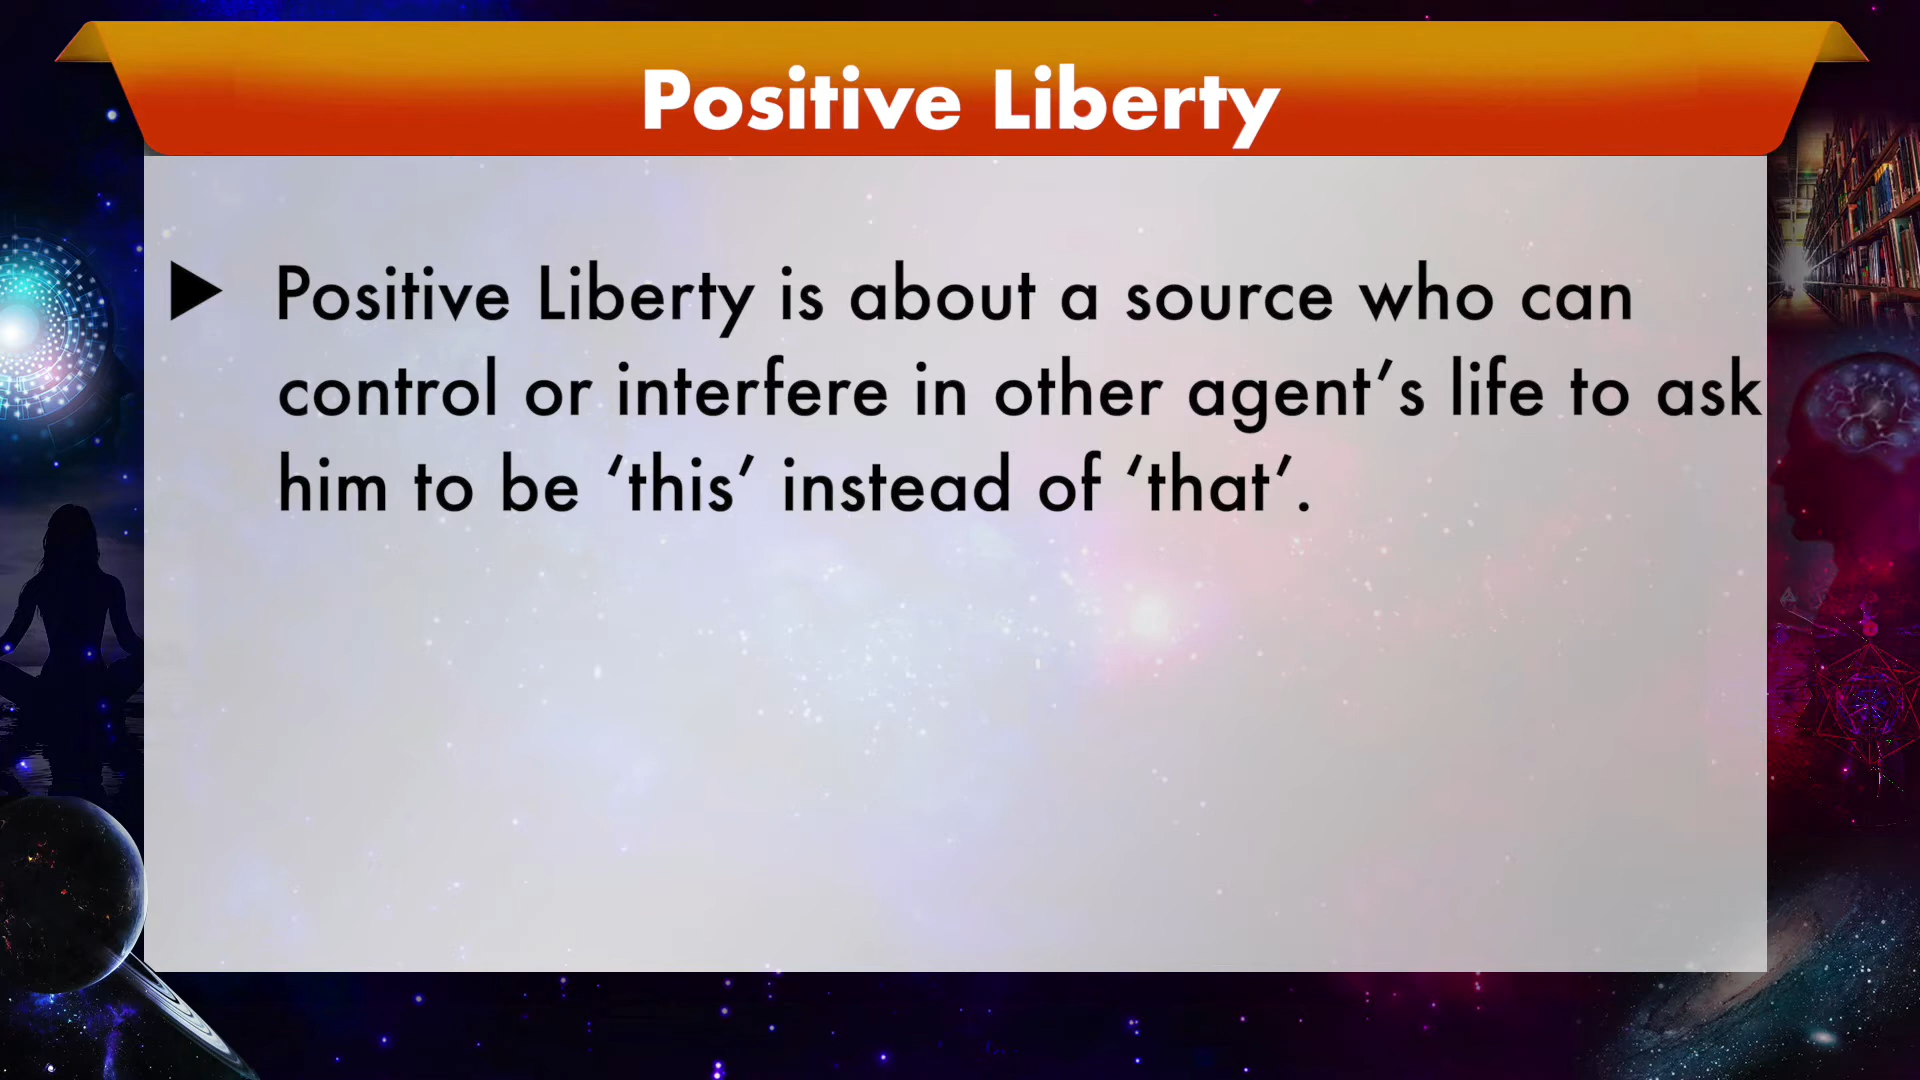 Positive Liberty
▶ Positive Liberty is about a source who can
control or interfere in other agent’s life to ask
him to be ‘this’ instead of ‘that’.